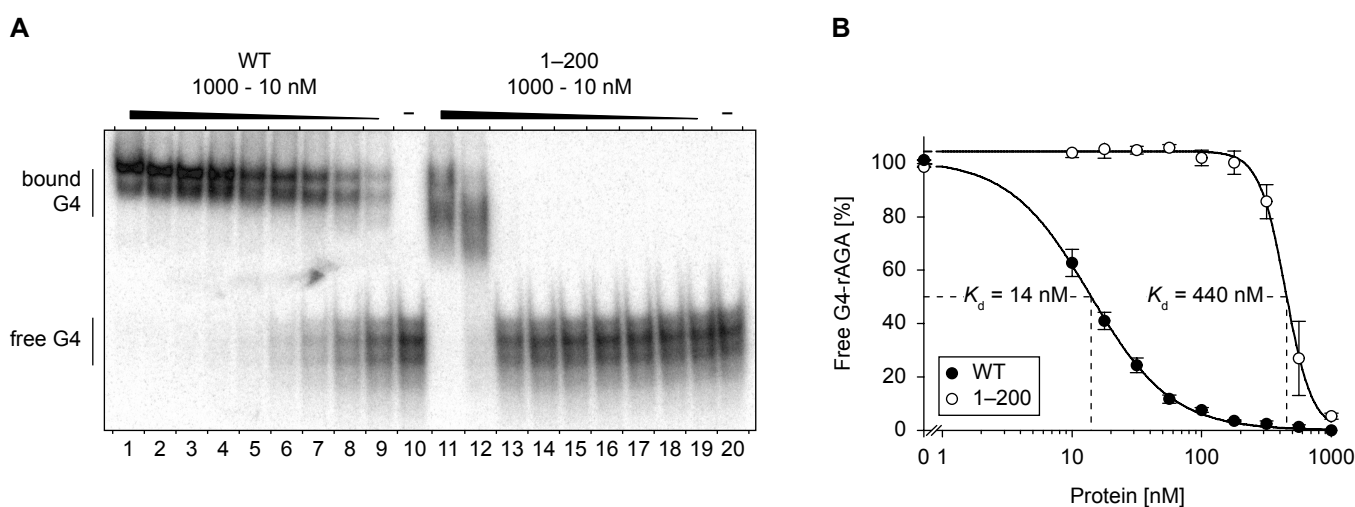 A
WT
1000 - 10 nM
–
1–200
1000 - 10 nM
–
bound
G4
free G4
1 2 3 4 5 6 7 8 9 10 11 12 13 14 15 16 17 18 19 20
B
Free G4-rAGA [%]
100
80
60
40
20
0
Kd = 14 nM
Kd = 440 nM
WT
1–200
0 1 10 100 1000
Protein [nM]